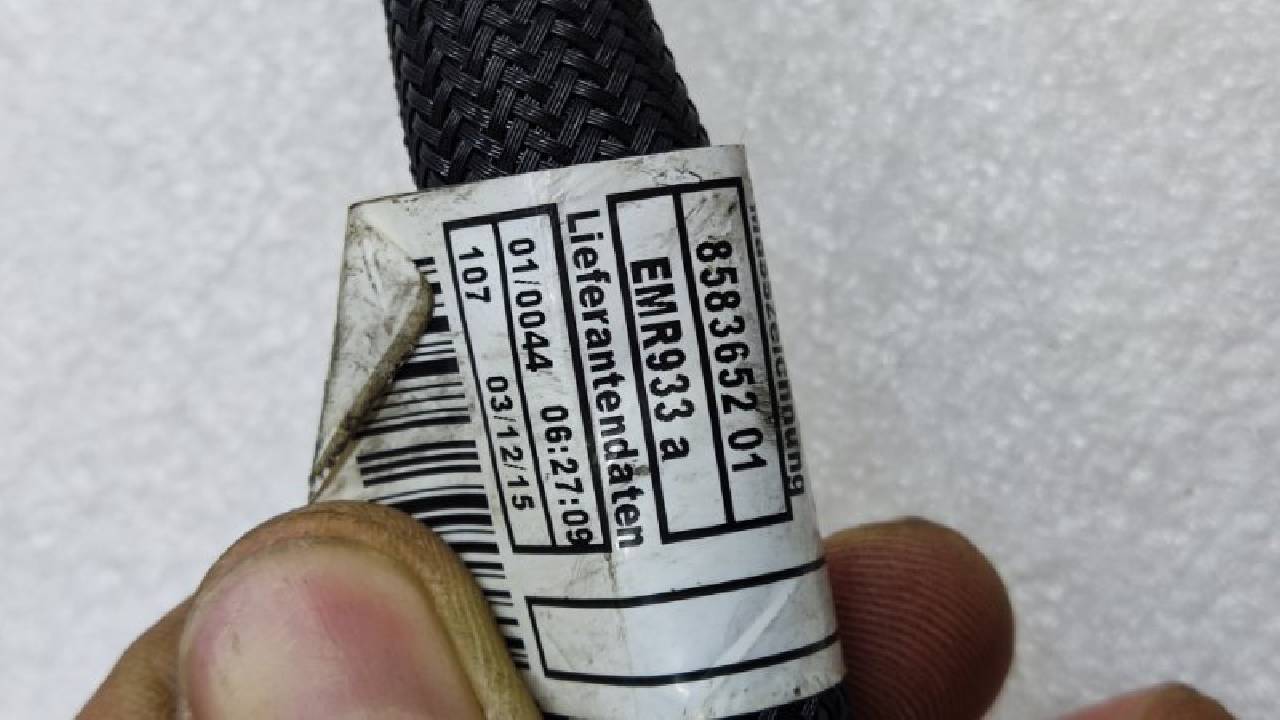 8583652 01
EMR933 a
Lieferantendaten
01/0044 06:27:09
107 03/12/15